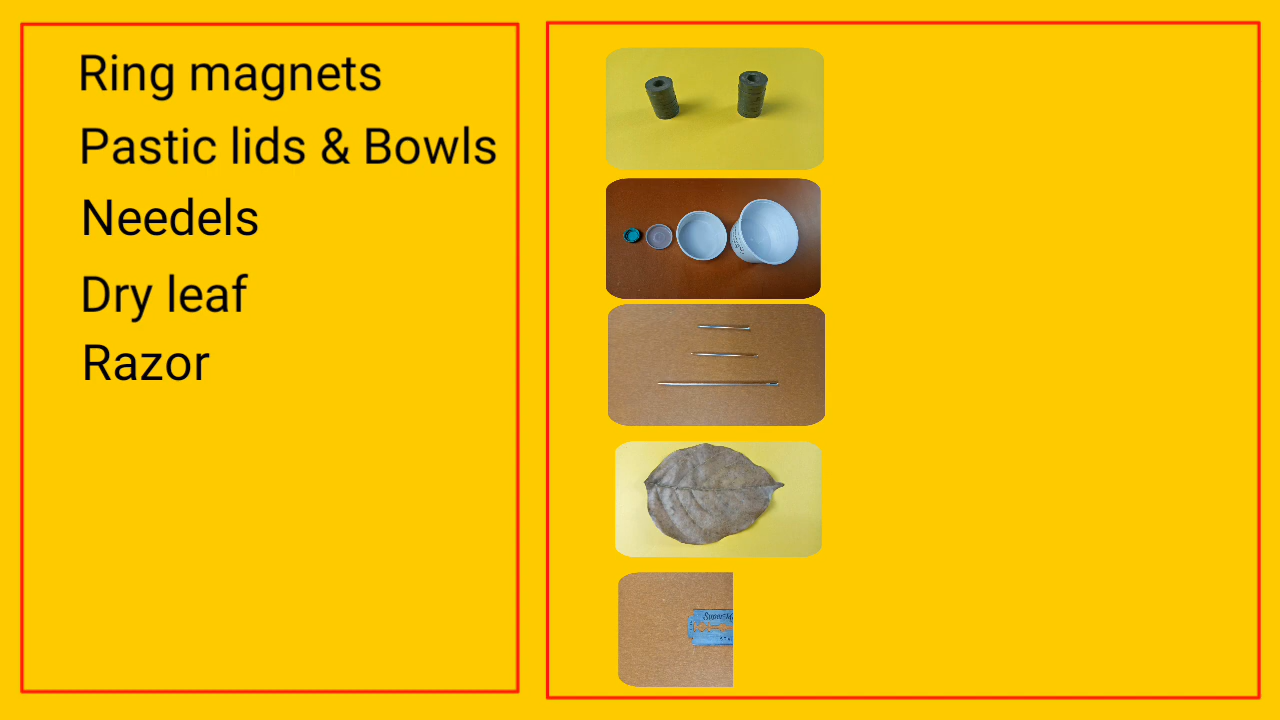 Ring magnets
Pastic lids & Bowls
Needels
Dry leaf
Razor